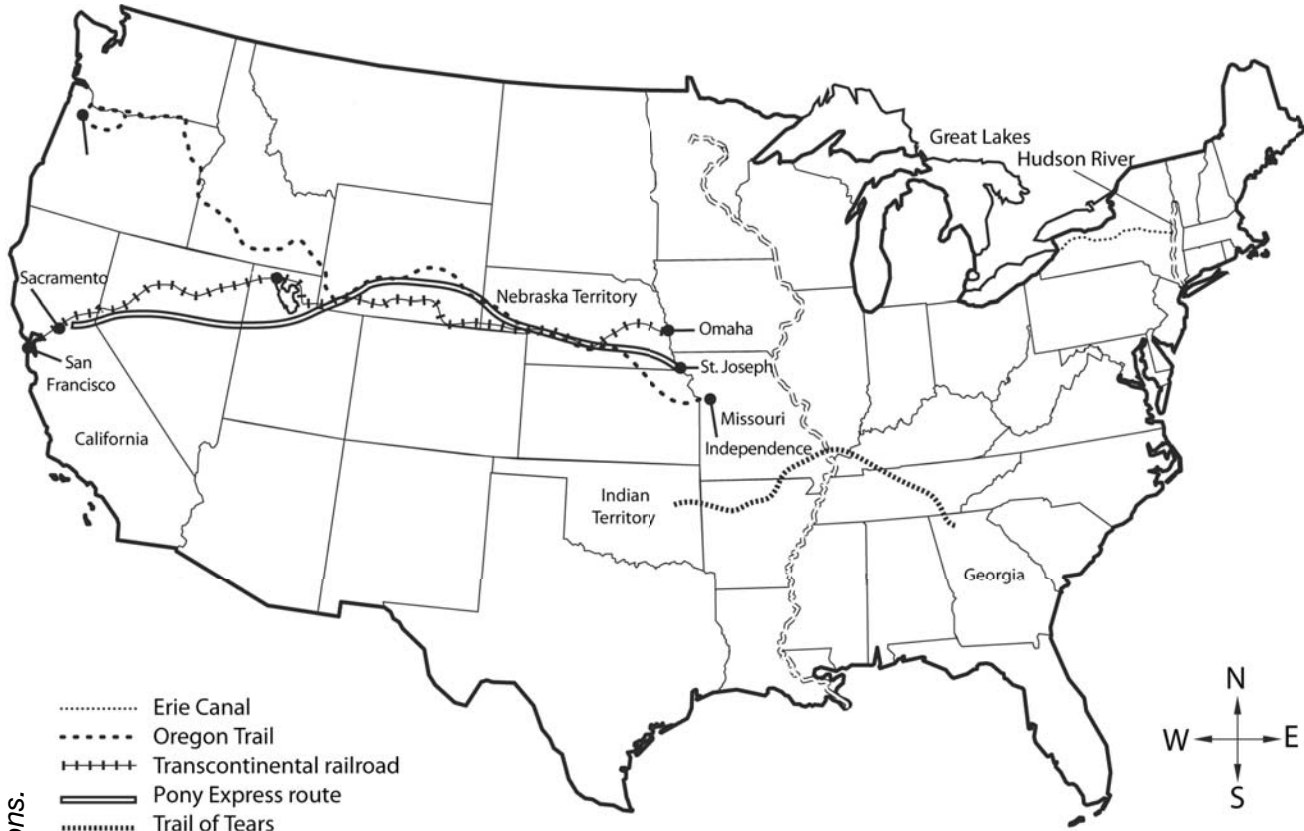 Great Lakes
Hudson River
Sacramento
Nebraska Territory
Omaha
San
Francisco
St. Joseph
Missouri
California
Independence
Indian
Territory
Georgia
N
W E
S
Erie Canal
Oregon Trail
Transcontinental railroad
Pony Express route
Trail of Tears
ons.